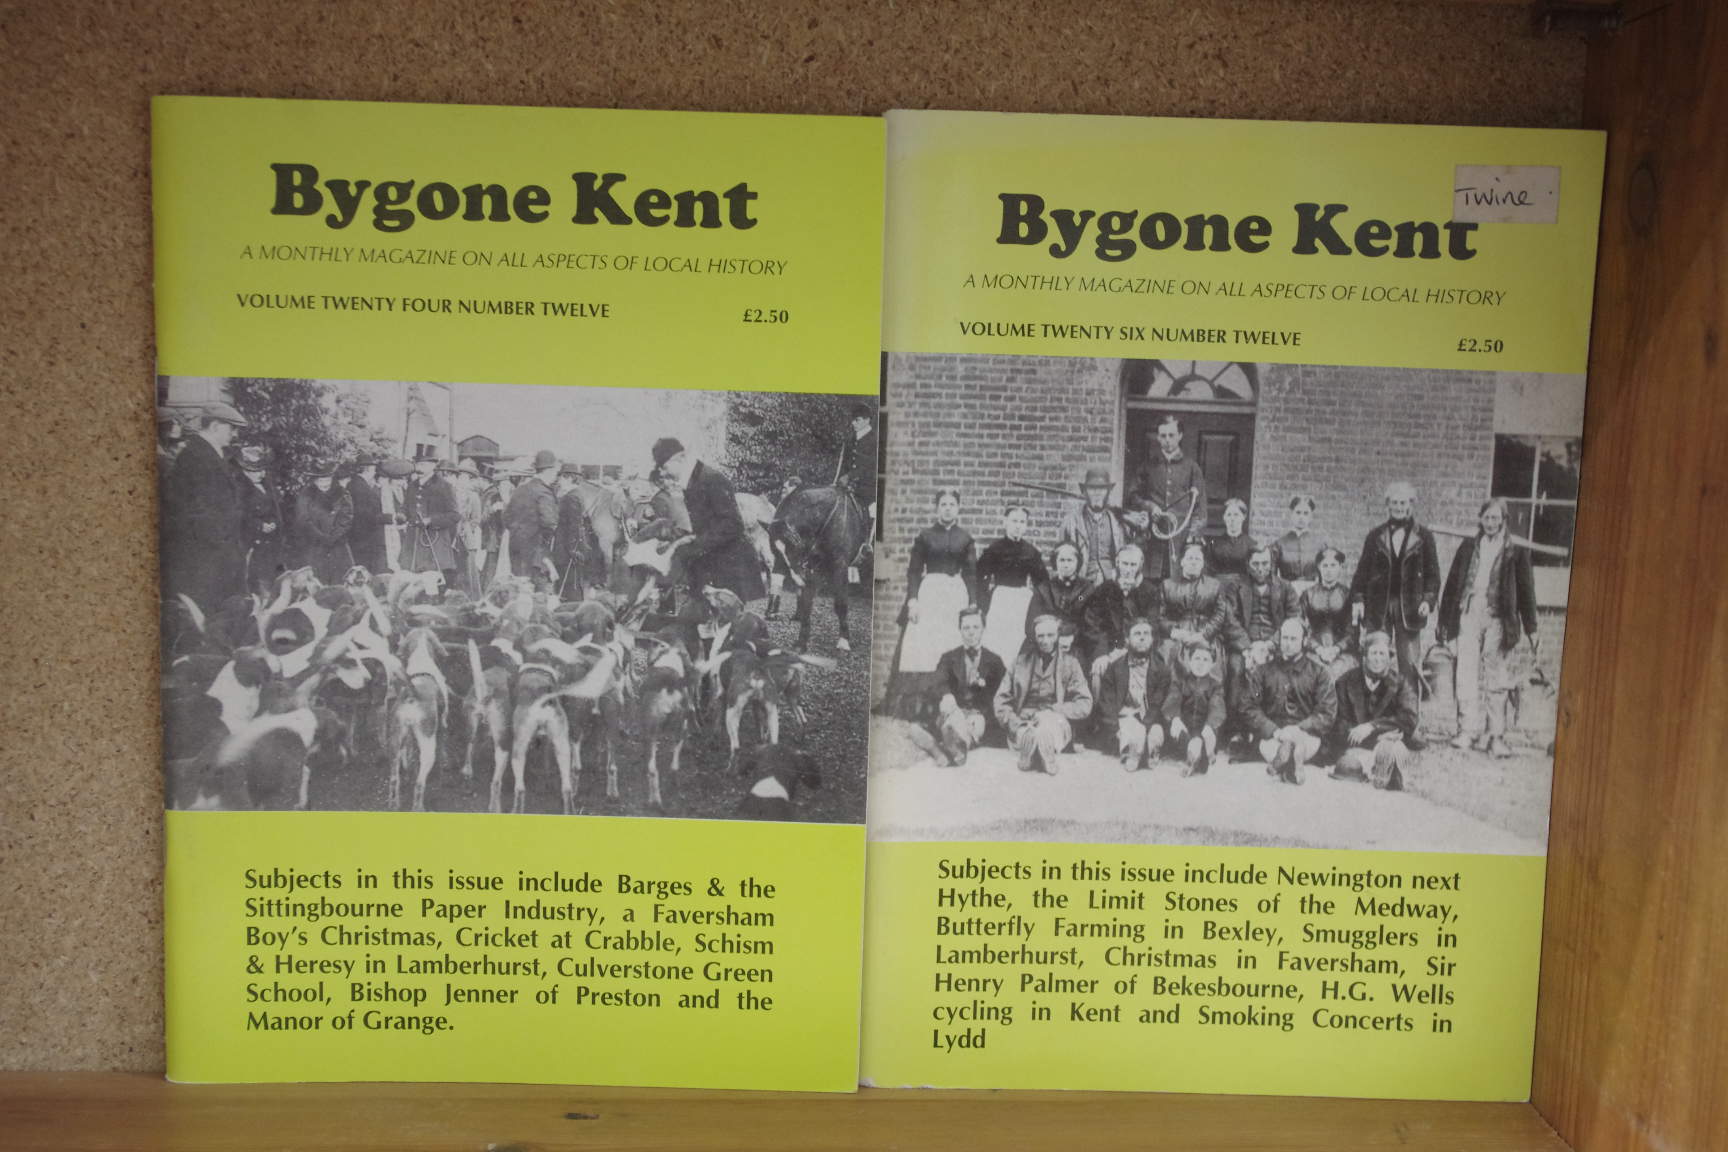 Bygone Kent
A MONTHLY MAGAZINE ON ALL ASPECTS OF LOCAL HISTORY
VOLUME TWENTY FOUR NUMBER TWELVE £2.50
Subjects in this issue include Barges & the
Sittingbourne Paper Industry, a Faversham
Boy's Christmas, Cricket at Crabble, Schism
& Heresy in Lamberhurst, Culverstone Green
School, Bishop Jenner of Preston and the
Manor of Grange.
Twine
Bygone Kent
A MONTHLY MAGAZINE ON ALL ASPECTS OF LOCAL HISTORY
VOLUME TWENTY SIX NUMBER TWELVE £2.50
Subjects in this issue include Newington next
Hythe, the Limit Stones of the Medway,
Butterfly Farming in Bexley, Smugglers in
Lamberhurst, Christmas in Faversham, Sir
Henry Palmer of Bekesbourne, H.G. Wells
cycling in Kent and Smoking Concerts in
Lydd